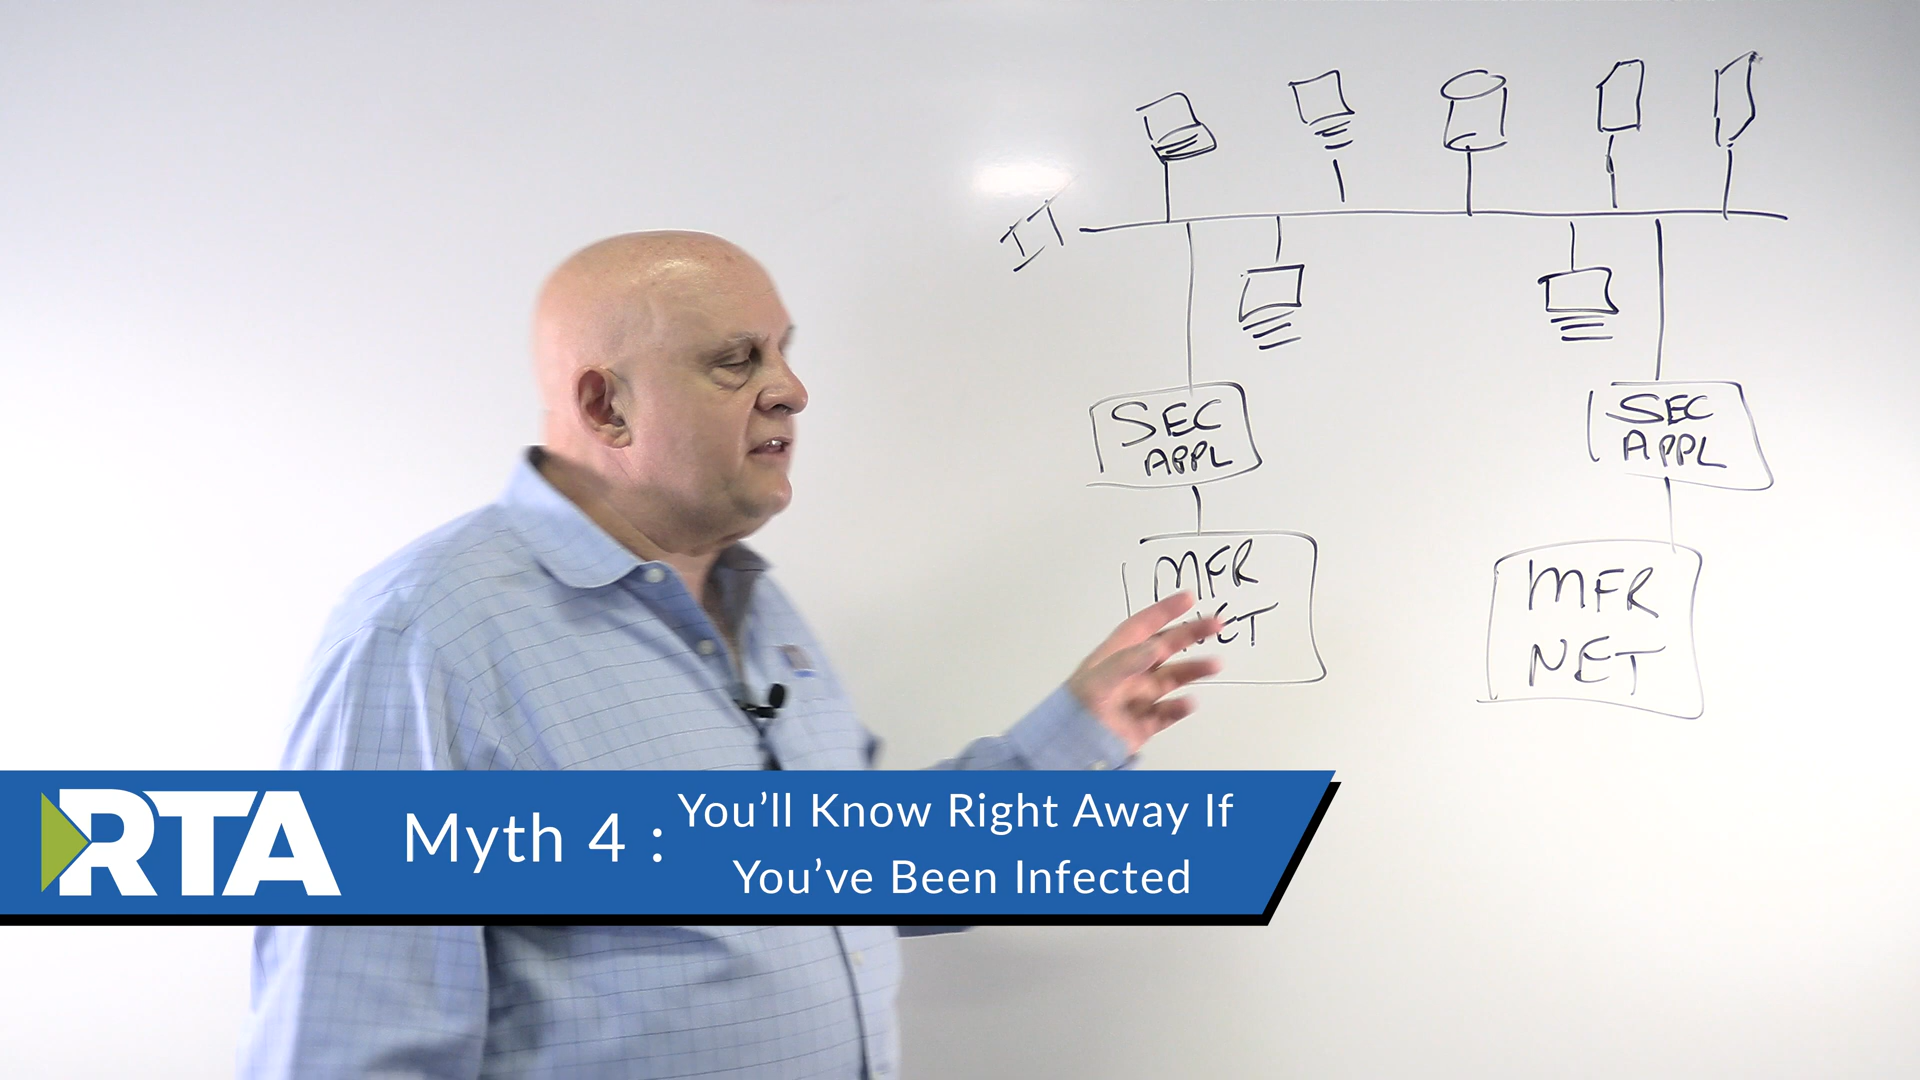 IT
SEC
APPL
SEC
APPL
MFR
NET
MFR
NET
RTA
Myth 4 :
You’ll Know Right Away If
You’ve Been Infected